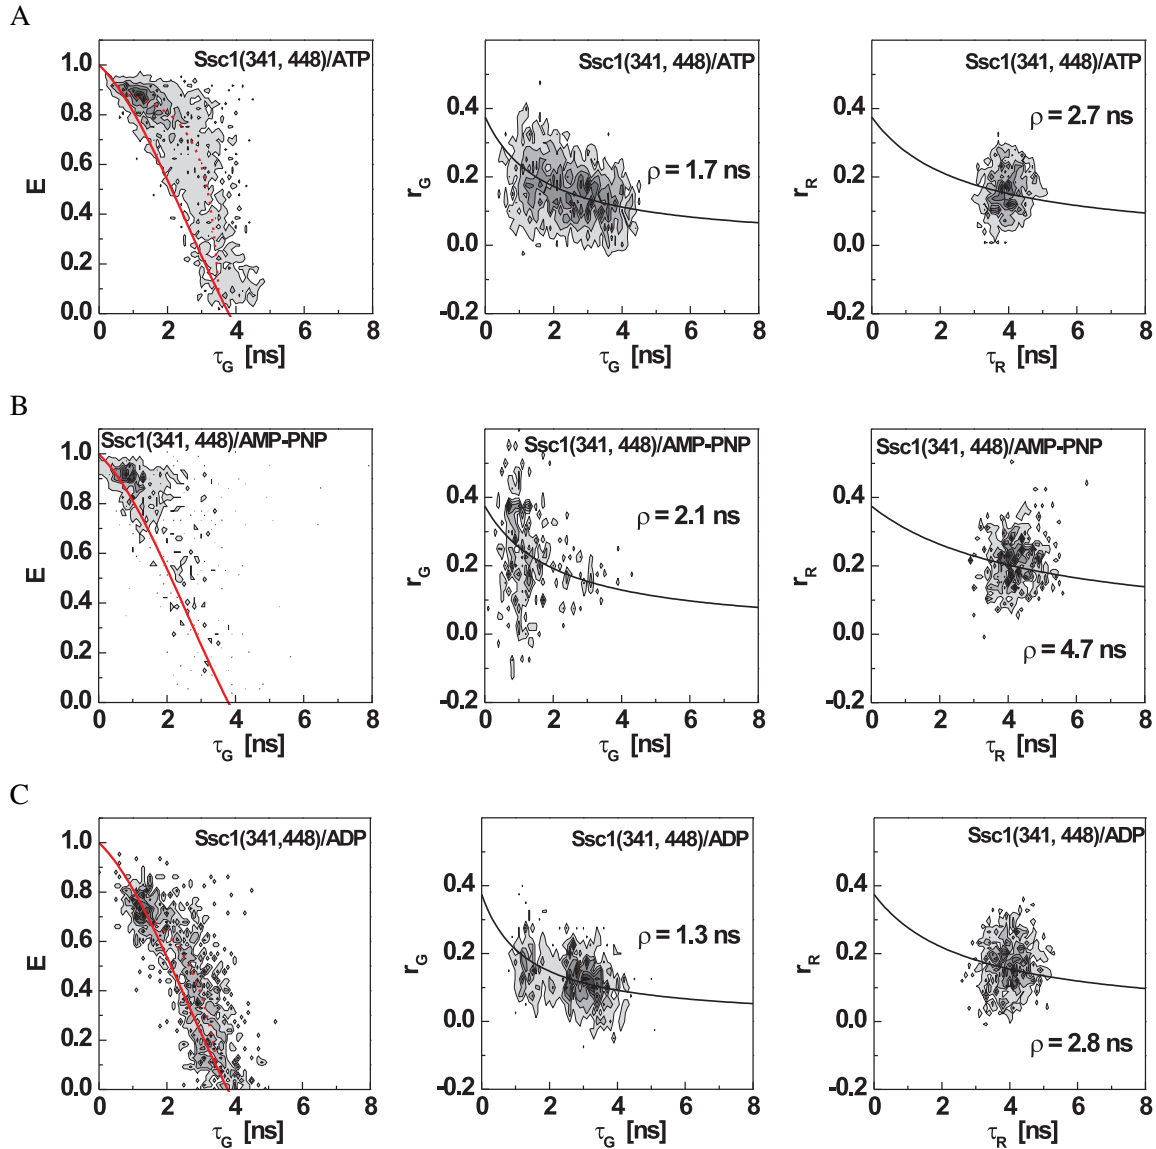 A
Ssc1(341, 448)/ATP
E
1.0
0.8
0.6
0.4
0.2
0.0
0 2 4 6 8
τG [ns]
Ssc1(341, 448)/ATP
ρ = 1.7 ns
rG
0.4
0.2
0.0
-0.2
0 2 4 6 8
τG [ns]
Ssc1(341, 448)/ATP
ρ = 2.7 ns
rR
0.4
0.2
0.0
-0.2
0 2 4 6 8
τR [ns]
B
Ssc1(341, 448)/AMP-PNP
E
1.0
0.8
0.6
0.4
0.2
0.0
0 2 4 6 8
τG [ns]
Ssc1(341, 448)/AMP-PNP
ρ = 2.1 ns
rG
0.4
0.2
0.0
-0.2
0 2 4 6 8
τG [ns]
Ssc1(341, 448)/AMP-PNP
ρ = 4.7 ns
rR
0.4
0.2
0.0
-0.2
0 2 4 6 8
τR [ns]
C
Ssc1(341,448)/ADP
E
1.0
0.8
0.6
0.4
0.2
0.0
0 2 4 6 8
τG [ns]
Ssc1(341, 448)/ADP
ρ = 1.3 ns
rG
0.4
0.2
0.0
-0.2
0 2 4 6 8
τG [ns]
Ssc1(341, 448)/ADP
ρ = 2.8 ns
rR
0.4
0.2
0.0
-0.2
0 2 4 6 8
τR [ns]